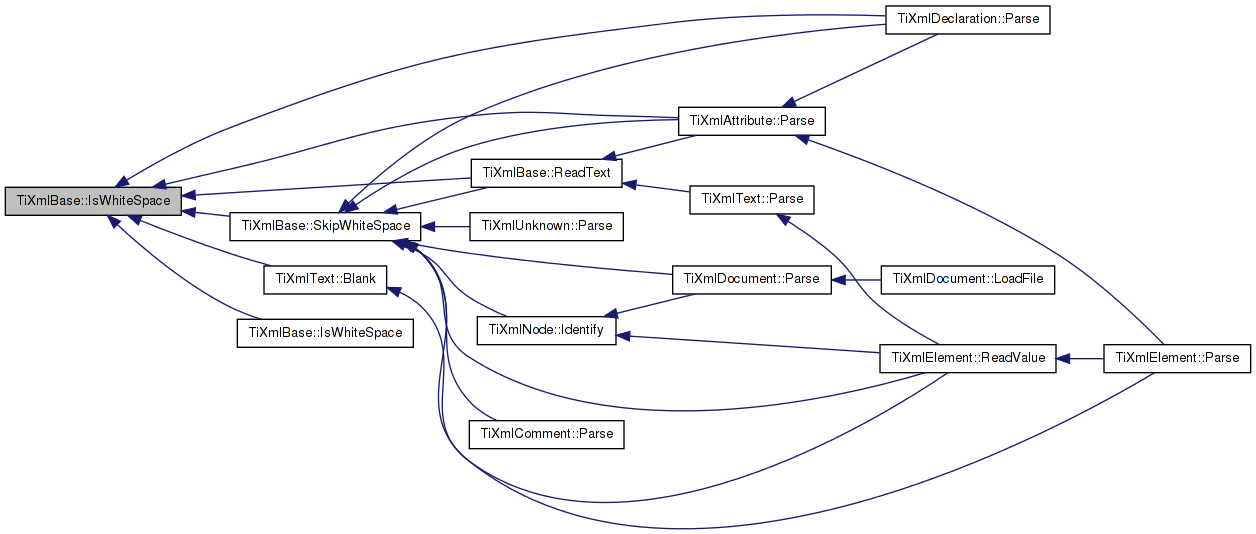 TiXmlDeclaration::Parse
TiXmlAttribute::Parse
TiXmlBase::ReadText
TiXmlBase::IsWhiteSpace
TiXmlText::Parse
TiXmlBase::SkipWhiteSpace
TiXmlUnknown::Parse
TiXmlText::Blank
TiXmlDocument::Parse
TiXmlDocument::LoadFile
TiXmlBase::IsWhiteSpace
TiXmlNode::Identify
TiXmlElement::ReadValue
TiXmlElement::Parse
TiXmlComment::Parse